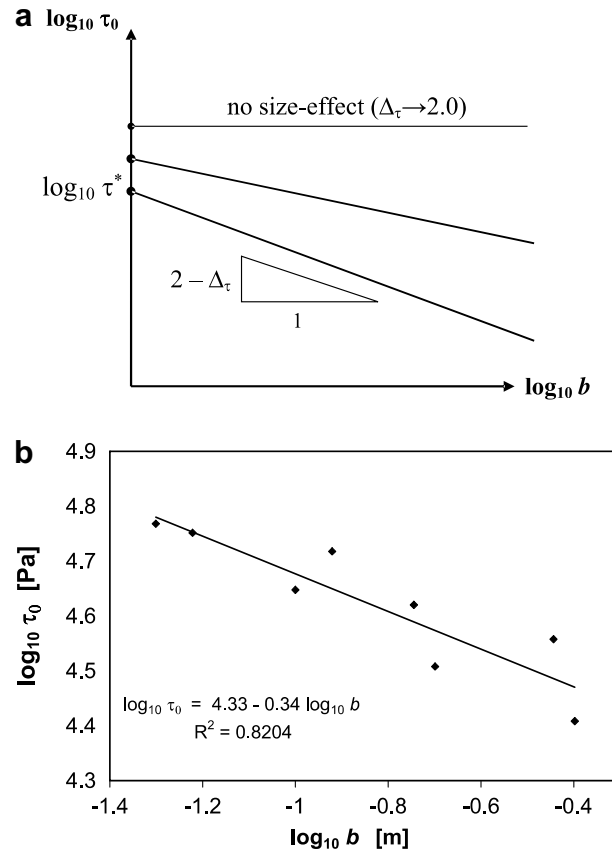 a
log₁₀ τ₀
no size-effect (Δτ→2.0)
log₁₀ τ*
2 − Δτ
1
log₁₀ b
b
4.9
4.8
4.7
4.6
4.5
4.4
4.3
log₁₀ τ₀ [Pa]
log₁₀ τ₀ = 4.33 - 0.34 log₁₀ b
R² = 0.8204
-1.4 -1.2 -1 -0.8 -0.6 -0.4
log₁₀ b [m]